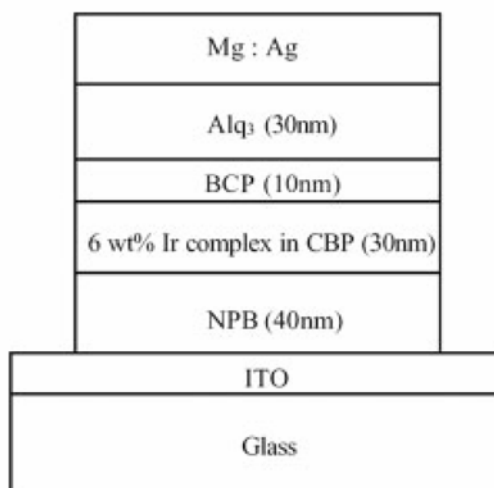 Mg : Ag
Alq₃ (30nm)
BCP (10nm)
6 wt% Ir complex in CBP (30nm)
NPB (40nm)
ITO
Glass